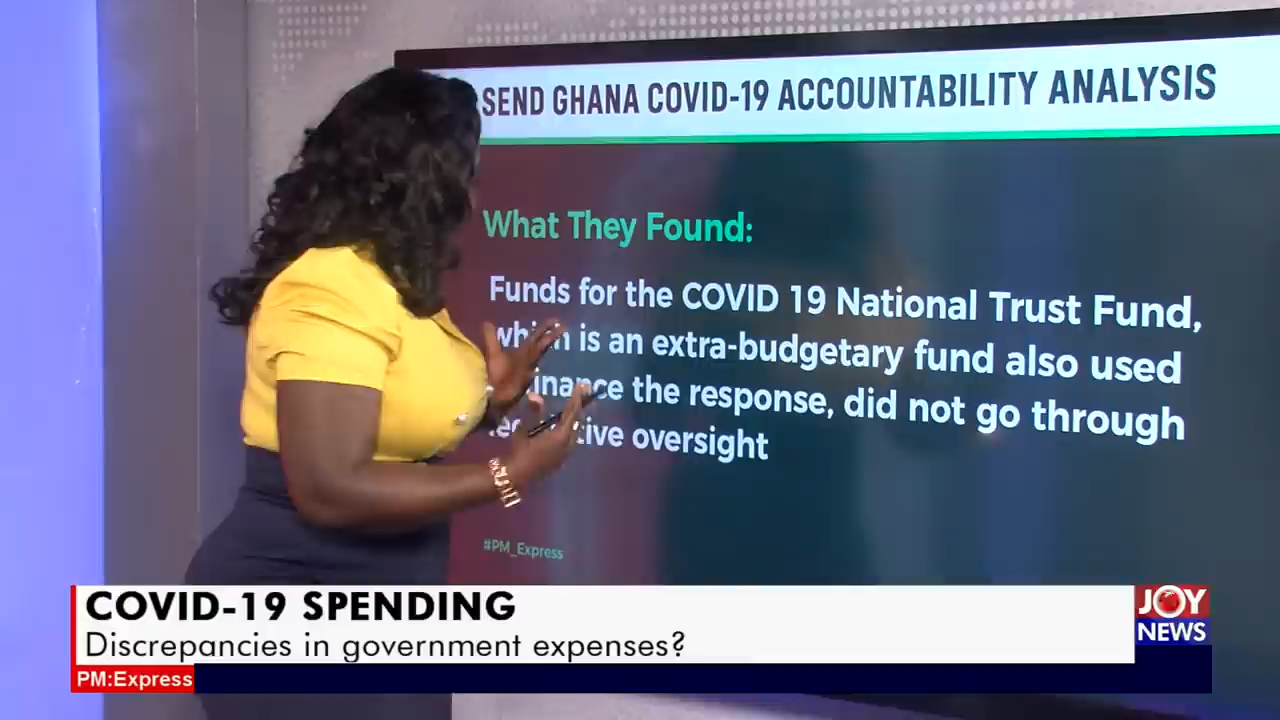 SEND GHANA COVID-19 ACCOUNTABILITY ANALYSIS
What They Found:
Funds for the COVID 19 National Trust Fund,
which is an extra-budgetary fund also used
finance the response, did not go through
oversight
#PM_Express
COVID-19 SPENDING
Discrepancies in government expenses?
JOY
NEWS
PM:Express